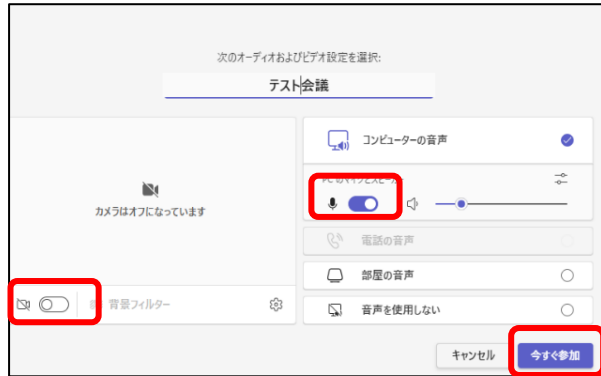 次のオーディオおよびビデオ設定を選択:
テスト会議
コンピューターの音声
カメラはオフになっています
電話の音声
背景フィルター
部屋の音声
音声を使用しない
キャンセル
今すぐ参加